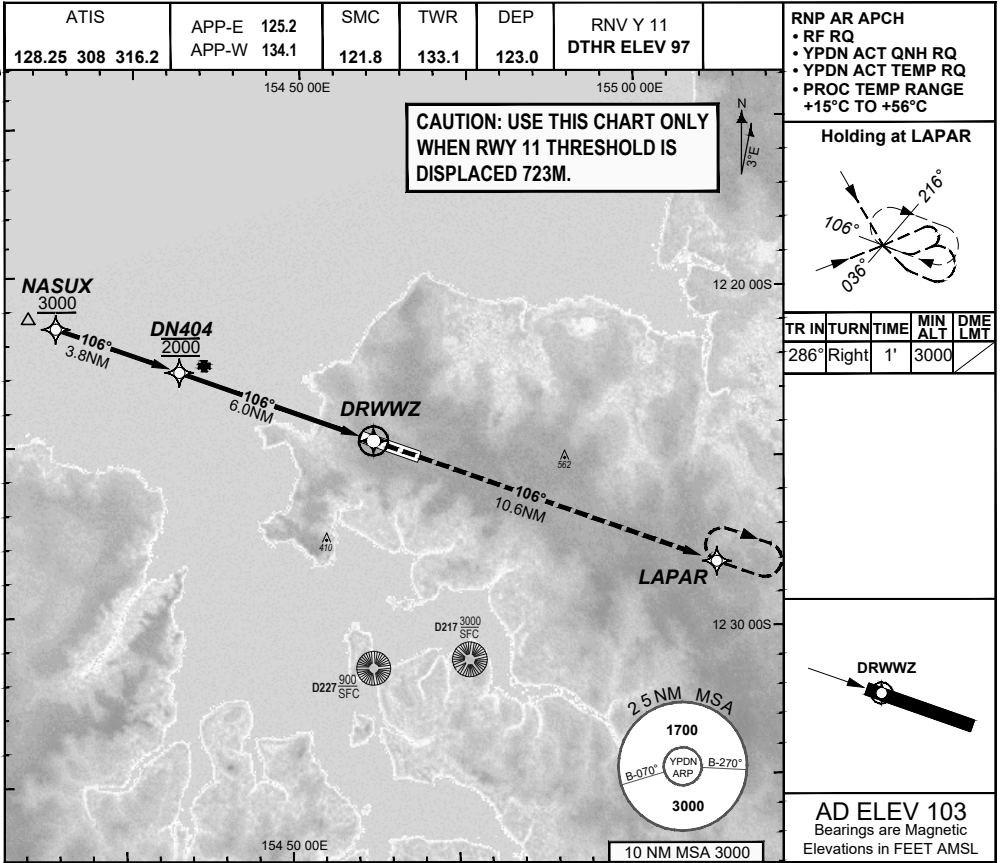 ATIS
128.25 308 316.2
APP-E 125.2
APP-W 134.1
SMC
121.8
TWR
133.1
DEP
123.0
RNV Y 11
DTHR ELEV 97
RNP AR APCH
• RF RQ
• YPDN ACT QNH RQ
• YPDN ACT TEMP RQ
• PROC TEMP RANGE
+15°C TO +56°C
154 50 00E
155 00 00E
CAUTION: USE THIS CHART ONLY
WHEN RWY 11 THRESHOLD IS
DISPLACED 723M.
N
3°E
Holding at LAPAR
216°
106°
036°
TR IN TURN TIME MIN ALT DME LMT
286° Right 1' 3000
12 20 00S
NASUX
3000
106°
3.8NM
DN404
2000
106°
6.0NM
DRWWZ
562
106°
10.6NM
410
LAPAR
12 30 00S
D217 3000
SFC
D227 900
SFC
25NM MSA
1700
YPDN
ARP
B-070°
B-270°
3000
10 NM MSA 3000
154 50 00E
DRWWZ
AD ELEV 103
Bearings are Magnetic
Elevations in FEET AMSL